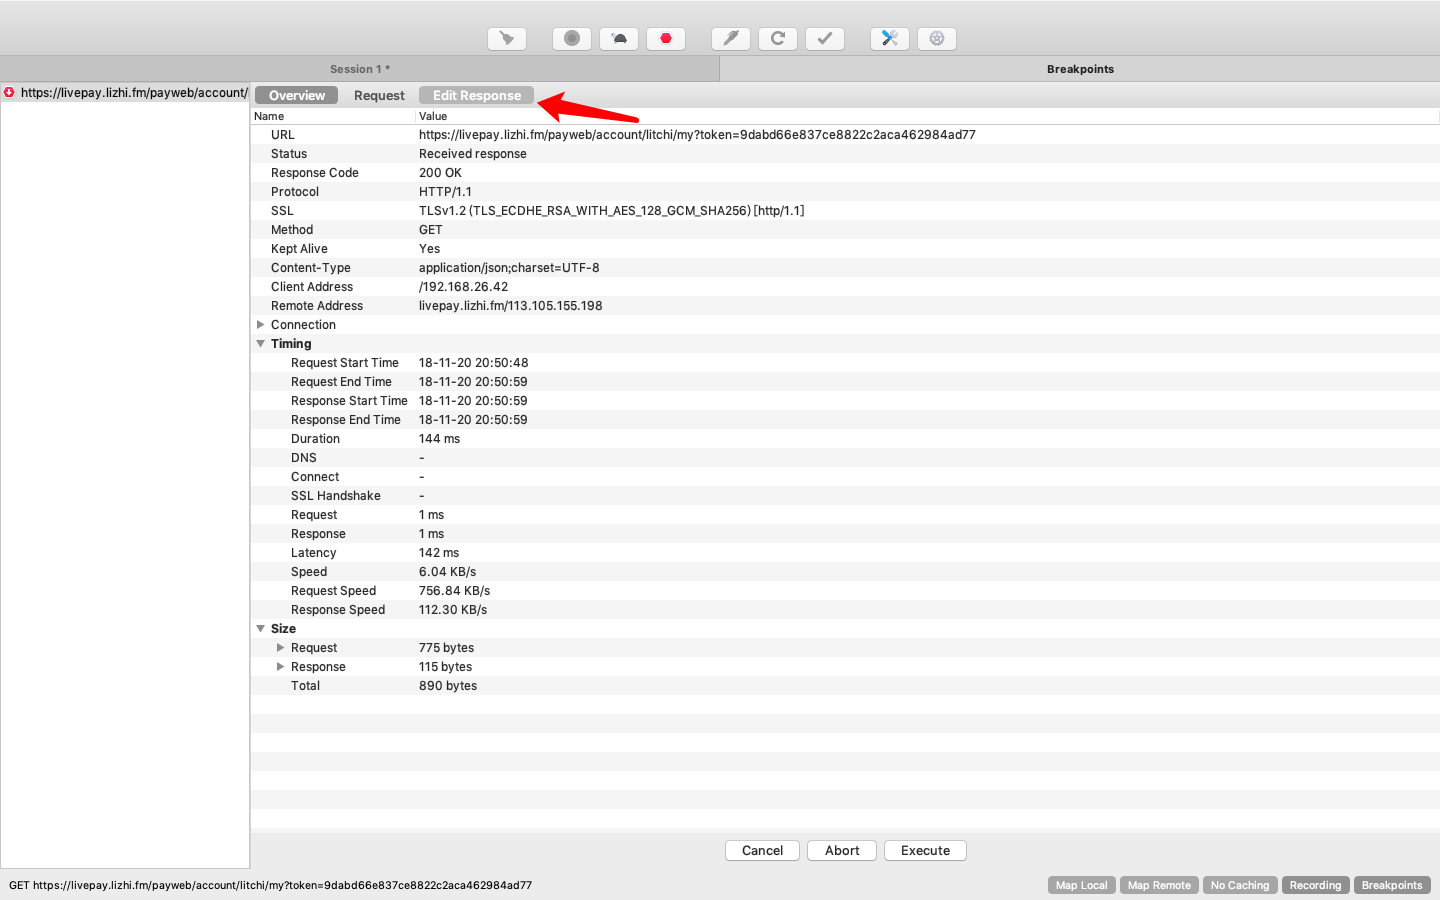 Session 1 *
Breakpoints
https://livepay.lizhi.fm/payweb/account/
Overview Request Edit Response
Name Value
URL https://livepay.lizhi.fm/payweb/account/litchi/my?token=9dabd66e837ce8822c2aca462984ad77
Status Received response
Response Code 200 OK
Protocol HTTP/1.1
SSL TLSv1.2 (TLS_ECDHE_RSA_WITH_AES_128_GCM_SHA256) [http/1.1]
Method GET
Kept Alive Yes
Content-Type application/json;charset=UTF-8
Client Address /192.168.26.42
Remote Address livepay.lizhi.fm/113.105.155.198
Connection
Timing
Request Start Time 18-11-20 20:50:48
Request End Time 18-11-20 20:50:59
Response Start Time 18-11-20 20:50:59
Response End Time 18-11-20 20:50:59
Duration 144 ms
DNS -
Connect -
SSL Handshake -
Request 1 ms
Response 1 ms
Latency 142 ms
Speed 6.04 KB/s
Request Speed 756.84 KB/s
Response Speed 112.30 KB/s
Size
Request 775 bytes
Response 115 bytes
Total 890 bytes
Cancel Abort Execute
GET https://livepay.lizhi.fm/payweb/account/litchi/my?token=9dabd66e837ce8822c2aca462984ad77
Map Local Map Remote No Caching Recording Breakpoints